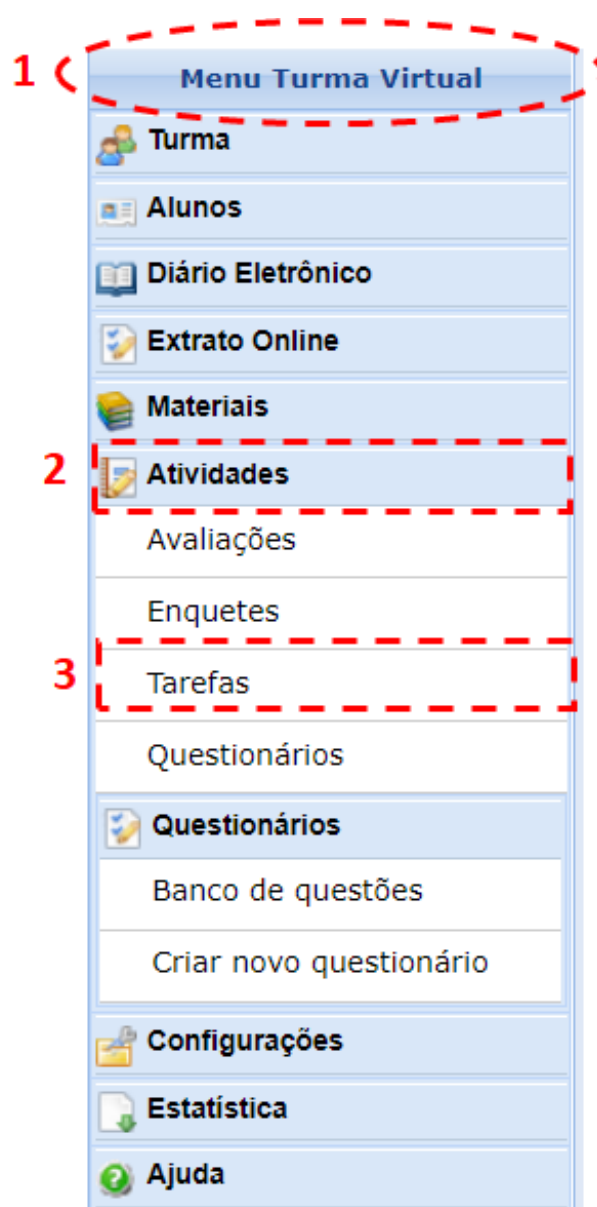 1
Menu Turma Virtual
Turma
Alunos
Diário Eletrônico
Extrato Online
Materiais
2
Atividades
Avaliações
Enquetes
3
Tarefas
Questionários
Questionários
Banco de questões
Criar novo questionário
Configurações
Estatística
Ajuda